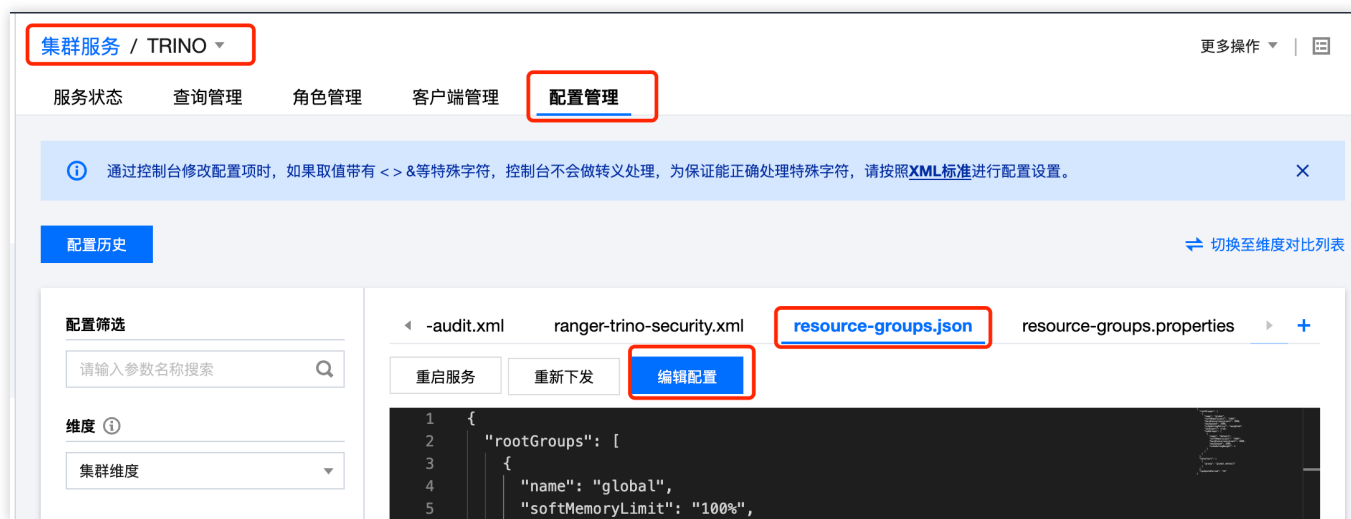 集群服务 / TRINO
更多操作
服务状态 查询管理 角色管理 客户端管理 配置管理
通过控制台修改配置项时，如果取值带有 < > &等特殊字符，控制台不会做转义处理，为保证能正确处理特殊字符，请按照XML标准进行配置设置。
配置历史
切换至维度对比列表
配置筛选
请输入参数名称搜索
维度
集群维度
-audit.xml ranger-trino-security.xml resource-groups.json resource-groups.properties
重启服务 重新下发 编辑配置
1 {
2 "rootGroups": [
3 {
4 "name": "global",
5 "softMemoryLimit": "100%",